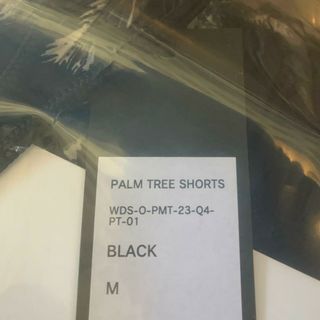 PALM TREE SHORTS
WDS-O-PMT-23-Q4-
PT-01
BLACK
M